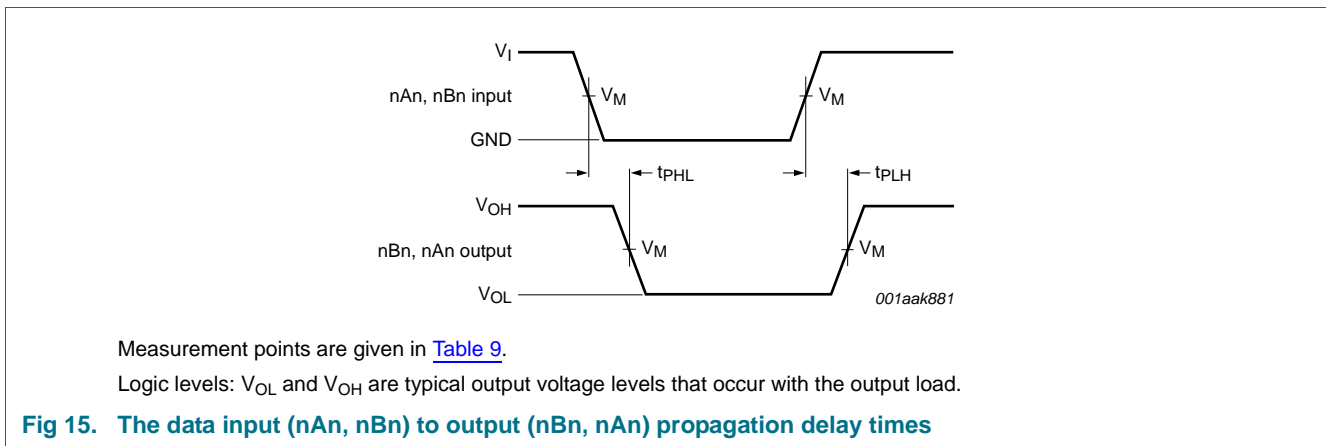 VI
nAn, nBn input
VM
VM
GND
tPHL
tPLH
VOH
nBn, nAn output
VM
VM
VOL
001aak881
Measurement points are given in Table 9.
Logic levels: VOL and VOH are typical output voltage levels that occur with the output load.
Fig 15. The data input (nAn, nBn) to output (nBn, nAn) propagation delay times